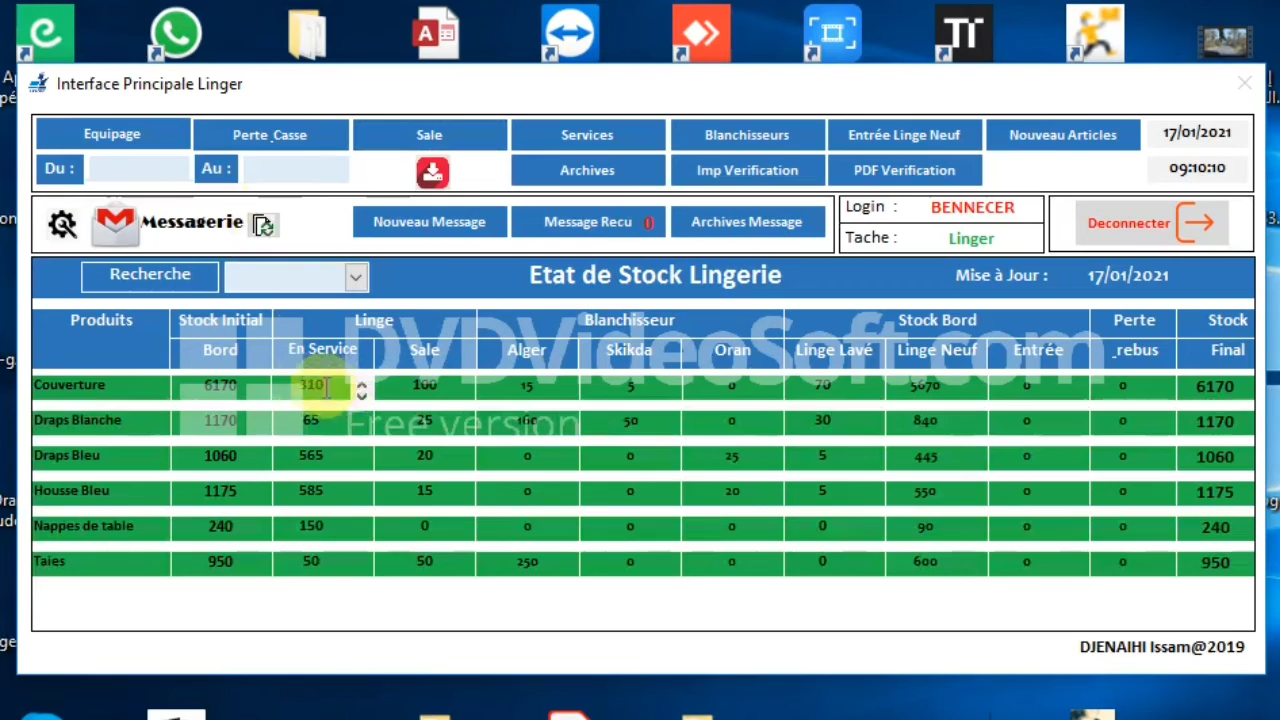 Interface Principale Linger
Equipage Perte_Casse Sale Services Blanchisseurs Entrée Linge Neuf Nouveau Articles 17/01/2021
Du : Au : Archives Imp Verification PDF Verification 09:10:10
Messagerie Nouveau Message Message Recu 0 Archives Message
Login : BENNECER
Tache : Linger
Deconnecter
Recherche Etat de Stock Lingerie Mise à Jour : 17/01/2021
Produits Stock Initial Linge Blanchisseur Stock Bord Perte Stock
Bord En Service Sale Alger Skikda Oran Linge Lavé Linge Neuf Entrée _rebus Final
DVDVideoSoft.com
Couverture 6170 310 100 15 5 0 70 5670 0 0 6170
Draps Blanche 1170 65 25 160 50 0 30 840 0 0 1170
Free version
Draps Bleu 1060 565 20 0 0 25 5 445 0 0 1060
Housse Bleu 1175 585 15 0 0 20 5 550 0 0 1175
Nappes de table 240 150 0 0 0 0 0 90 0 0 240
Taies 950 50 50 250 0 0 0 600 0 0 950
DJENAIHI Issam@2019